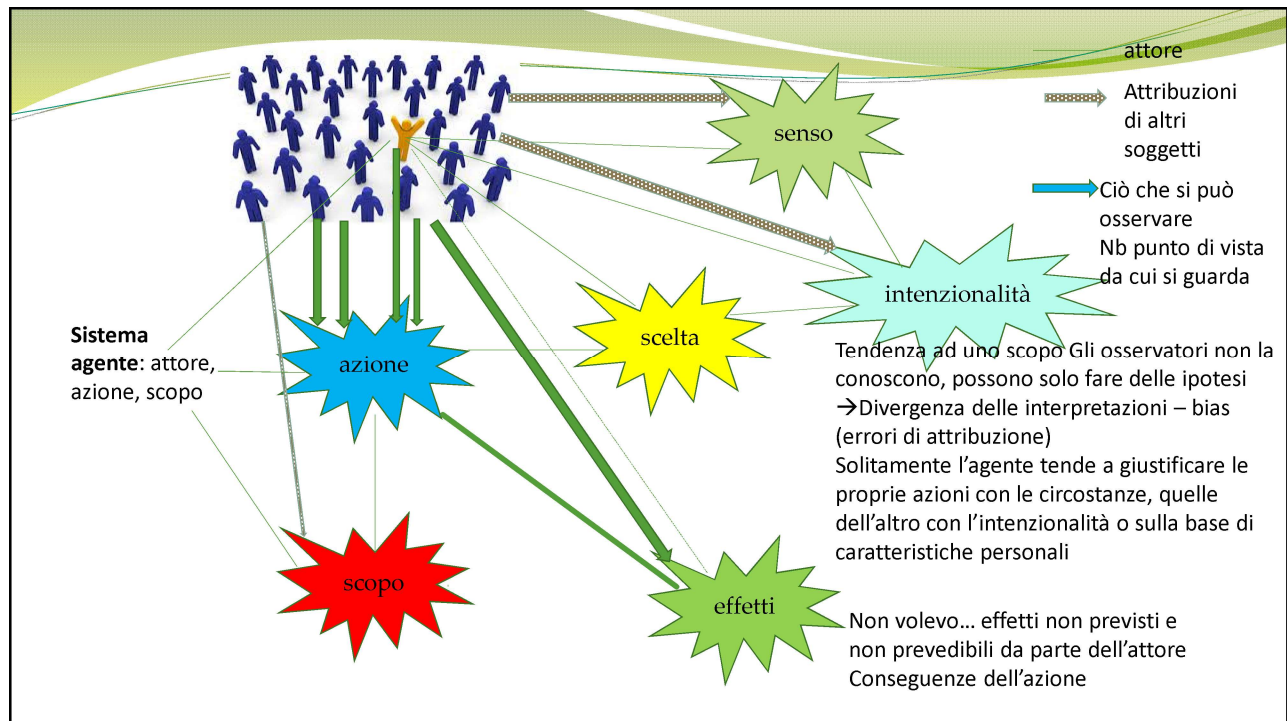 attore
Attribuzioni
di altri
soggetti
Ciò che si può
osservare
Nb punto di vista
da cui si guarda
senso
intenzionalità
scelta
azione
Sistema
agente: attore,
azione, scopo
Tendenza ad uno scopo Gli osservatori non la
conoscono, possono solo fare delle ipotesi
→Divergenza delle interpretazioni – bias
(errori di attribuzione)
Solitamente l’agente tende a giustificare le
proprie azioni con le circostanze, quelle
dell’altro con l’intenzionalità o sulla base di
caratteristiche personali
scopo
effetti
Non volevo… effetti non previsti e
non prevedibili da parte dell’attore
Conseguenze dell’azione